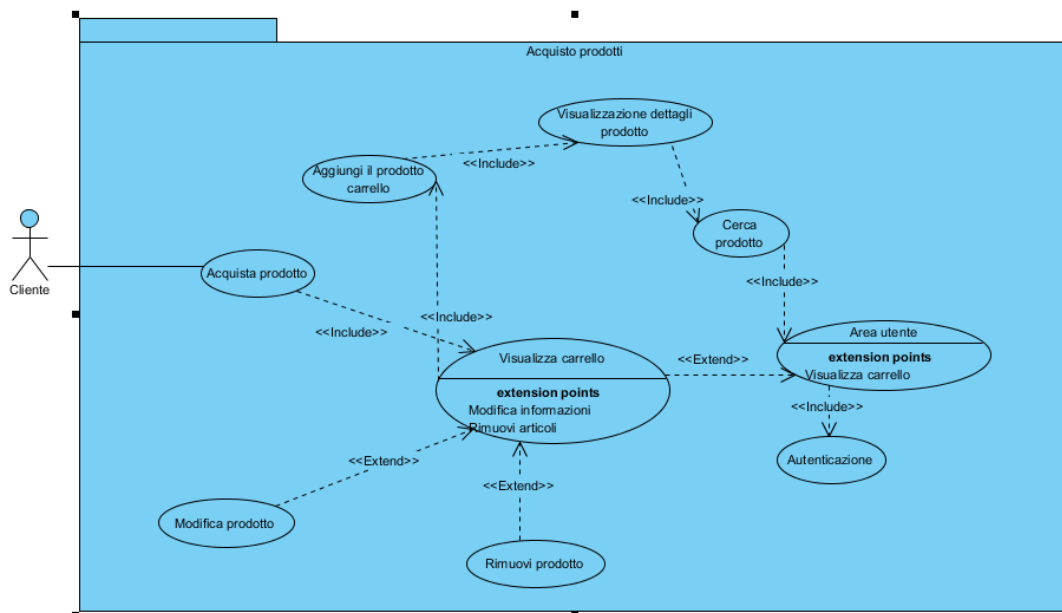 Acquisto prodotti
Visualizzazione dettagli
prodotto
<<Include>>
Aggiungi il prodotto
carrello
<<Include>>
Cerca
prodotto
Cliente
Acquista prodotto
<<Include>>
<<Include>>
<<Include>>
Area utente
extension points
Visualizza carrello
Visualizza carrello
extension points
Modifica informazioni
Rimuovi articoli
<<Extend>>
<<Include>>
Autenticazione
<<Extend>>
<<Extend>>
Modifica prodotto
Rimuovi prodotto